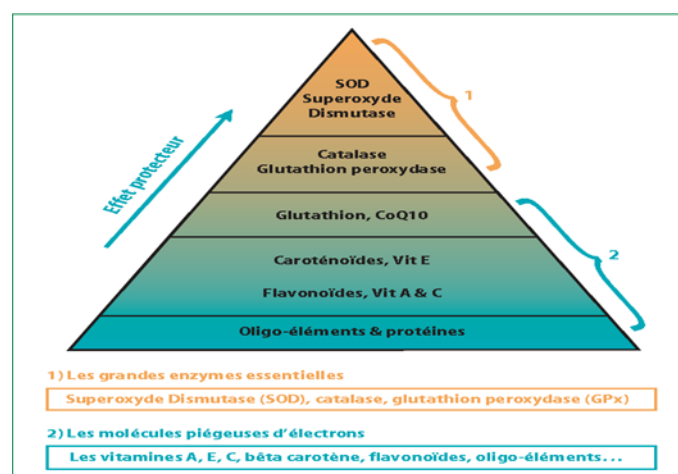 SOD
Superoxyde
Dismutase
1
Catalase
Glutathion peroxydase
Effet protecteur
Glutathion, CoQ10
2
Caroténoïdes, Vit E
Flavonoïdes, Vit A & C
Oligo-éléments & protéines
1) Les grandes enzymes essentielles
Superoxyde Dismutase (SOD), catalase, glutathion peroxydase (GPx)
2) Les molécules piégeuses d'électrons
Les vitamines A, E, C, bêta carotène, flavonoïdes, oligo-éléments...